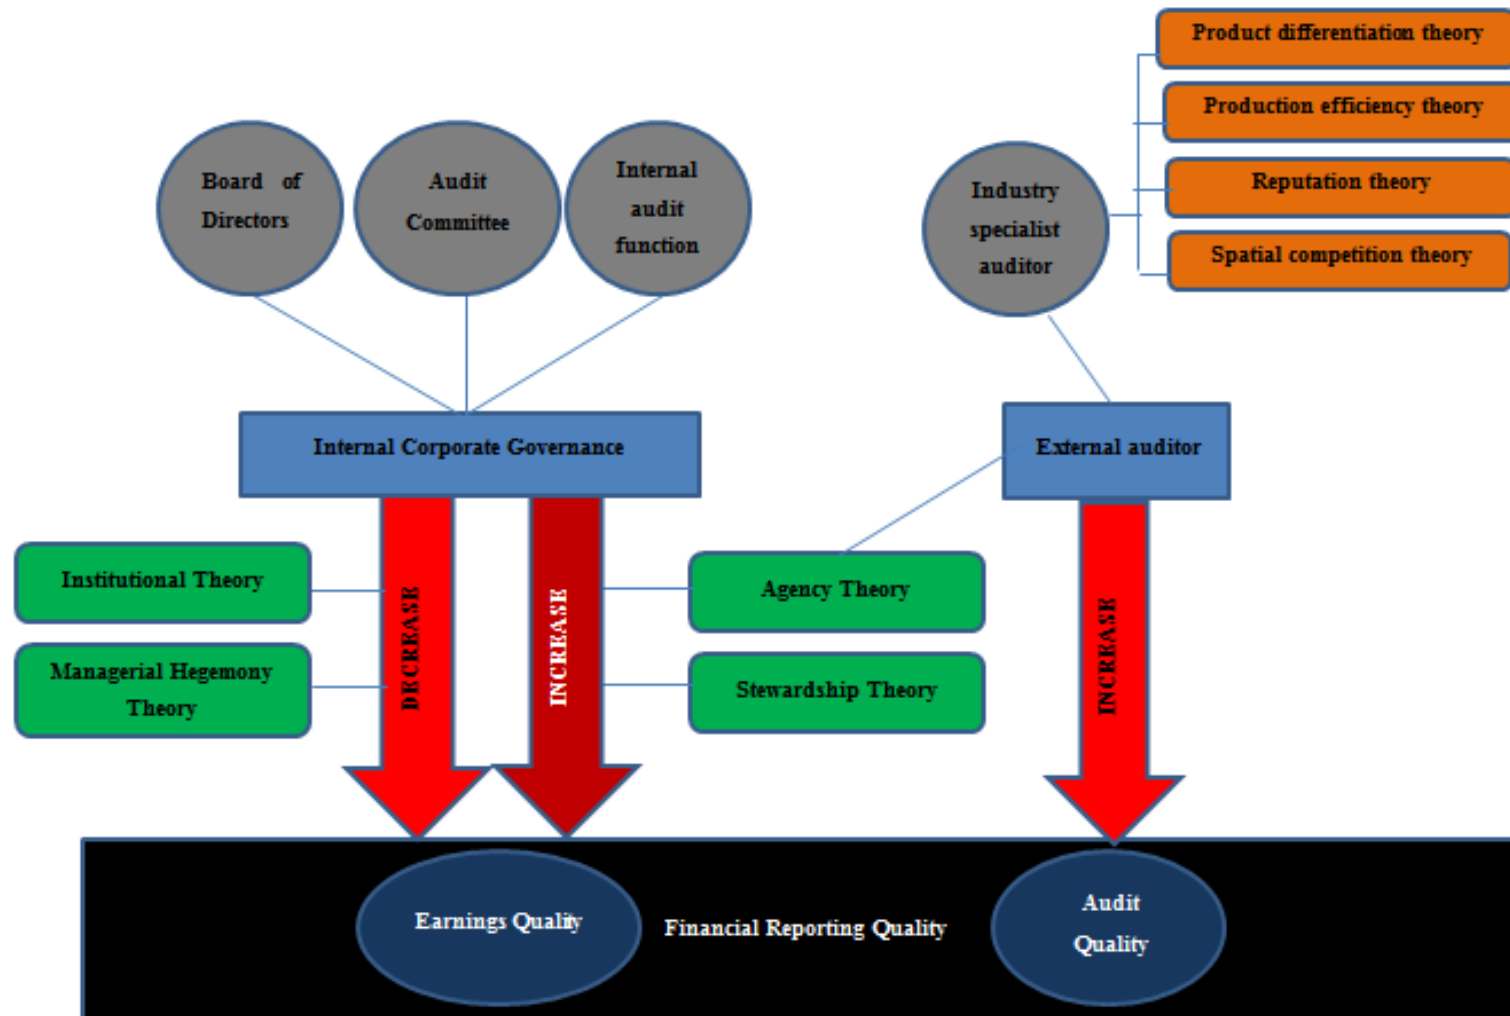 Product differentiation theory
Production efficiency theory
Reputation theory
Spatial competition theory
Board of
Directors
Audit
Committee
Internal
audit
function
Industry
specialist
auditor
Internal Corporate Governance
External auditor
Institutional Theory
Managerial Hegemony
Theory
DECREASE
INCREASE
Agency Theory
Stewardship Theory
INCREASE
Earnings Quality
Financial Reporting Quality
Audit
Quality